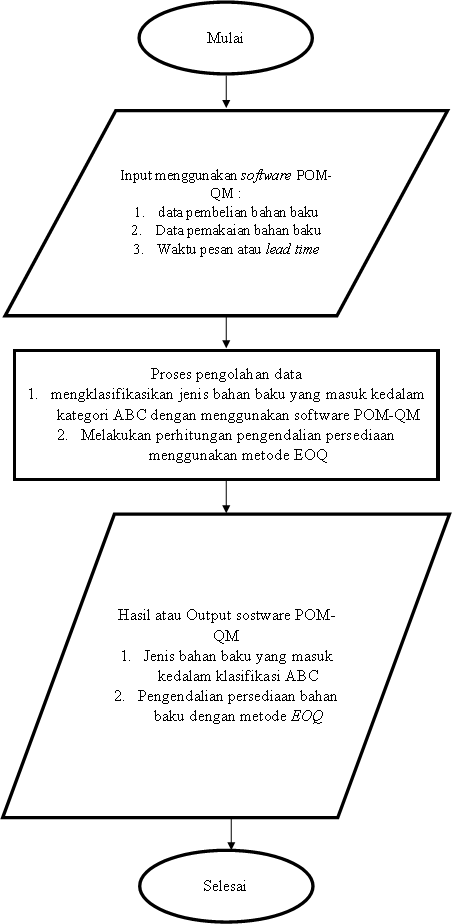 Mulai
Input menggunakan software POM-
QM :
1. data pembelian bahan baku
2. Data pemakaian bahan baku
3. Waktu pesan atau lead time
Proses pengolahan data
1. mengklasifikasikan jenis bahan baku yang masuk kedalam
kategori ABC dengan menggunakan software POM-QM
2. Melakukan perhitungan pengendalian persediaan
menggunakan metode EOQ
Hasil atau Output sostware POM-
QM
1. Jenis bahan baku yang masuk
kedalam klasifikasi ABC
2. Pengendalian persediaan bahan
baku dengan metode EOQ
Selesai